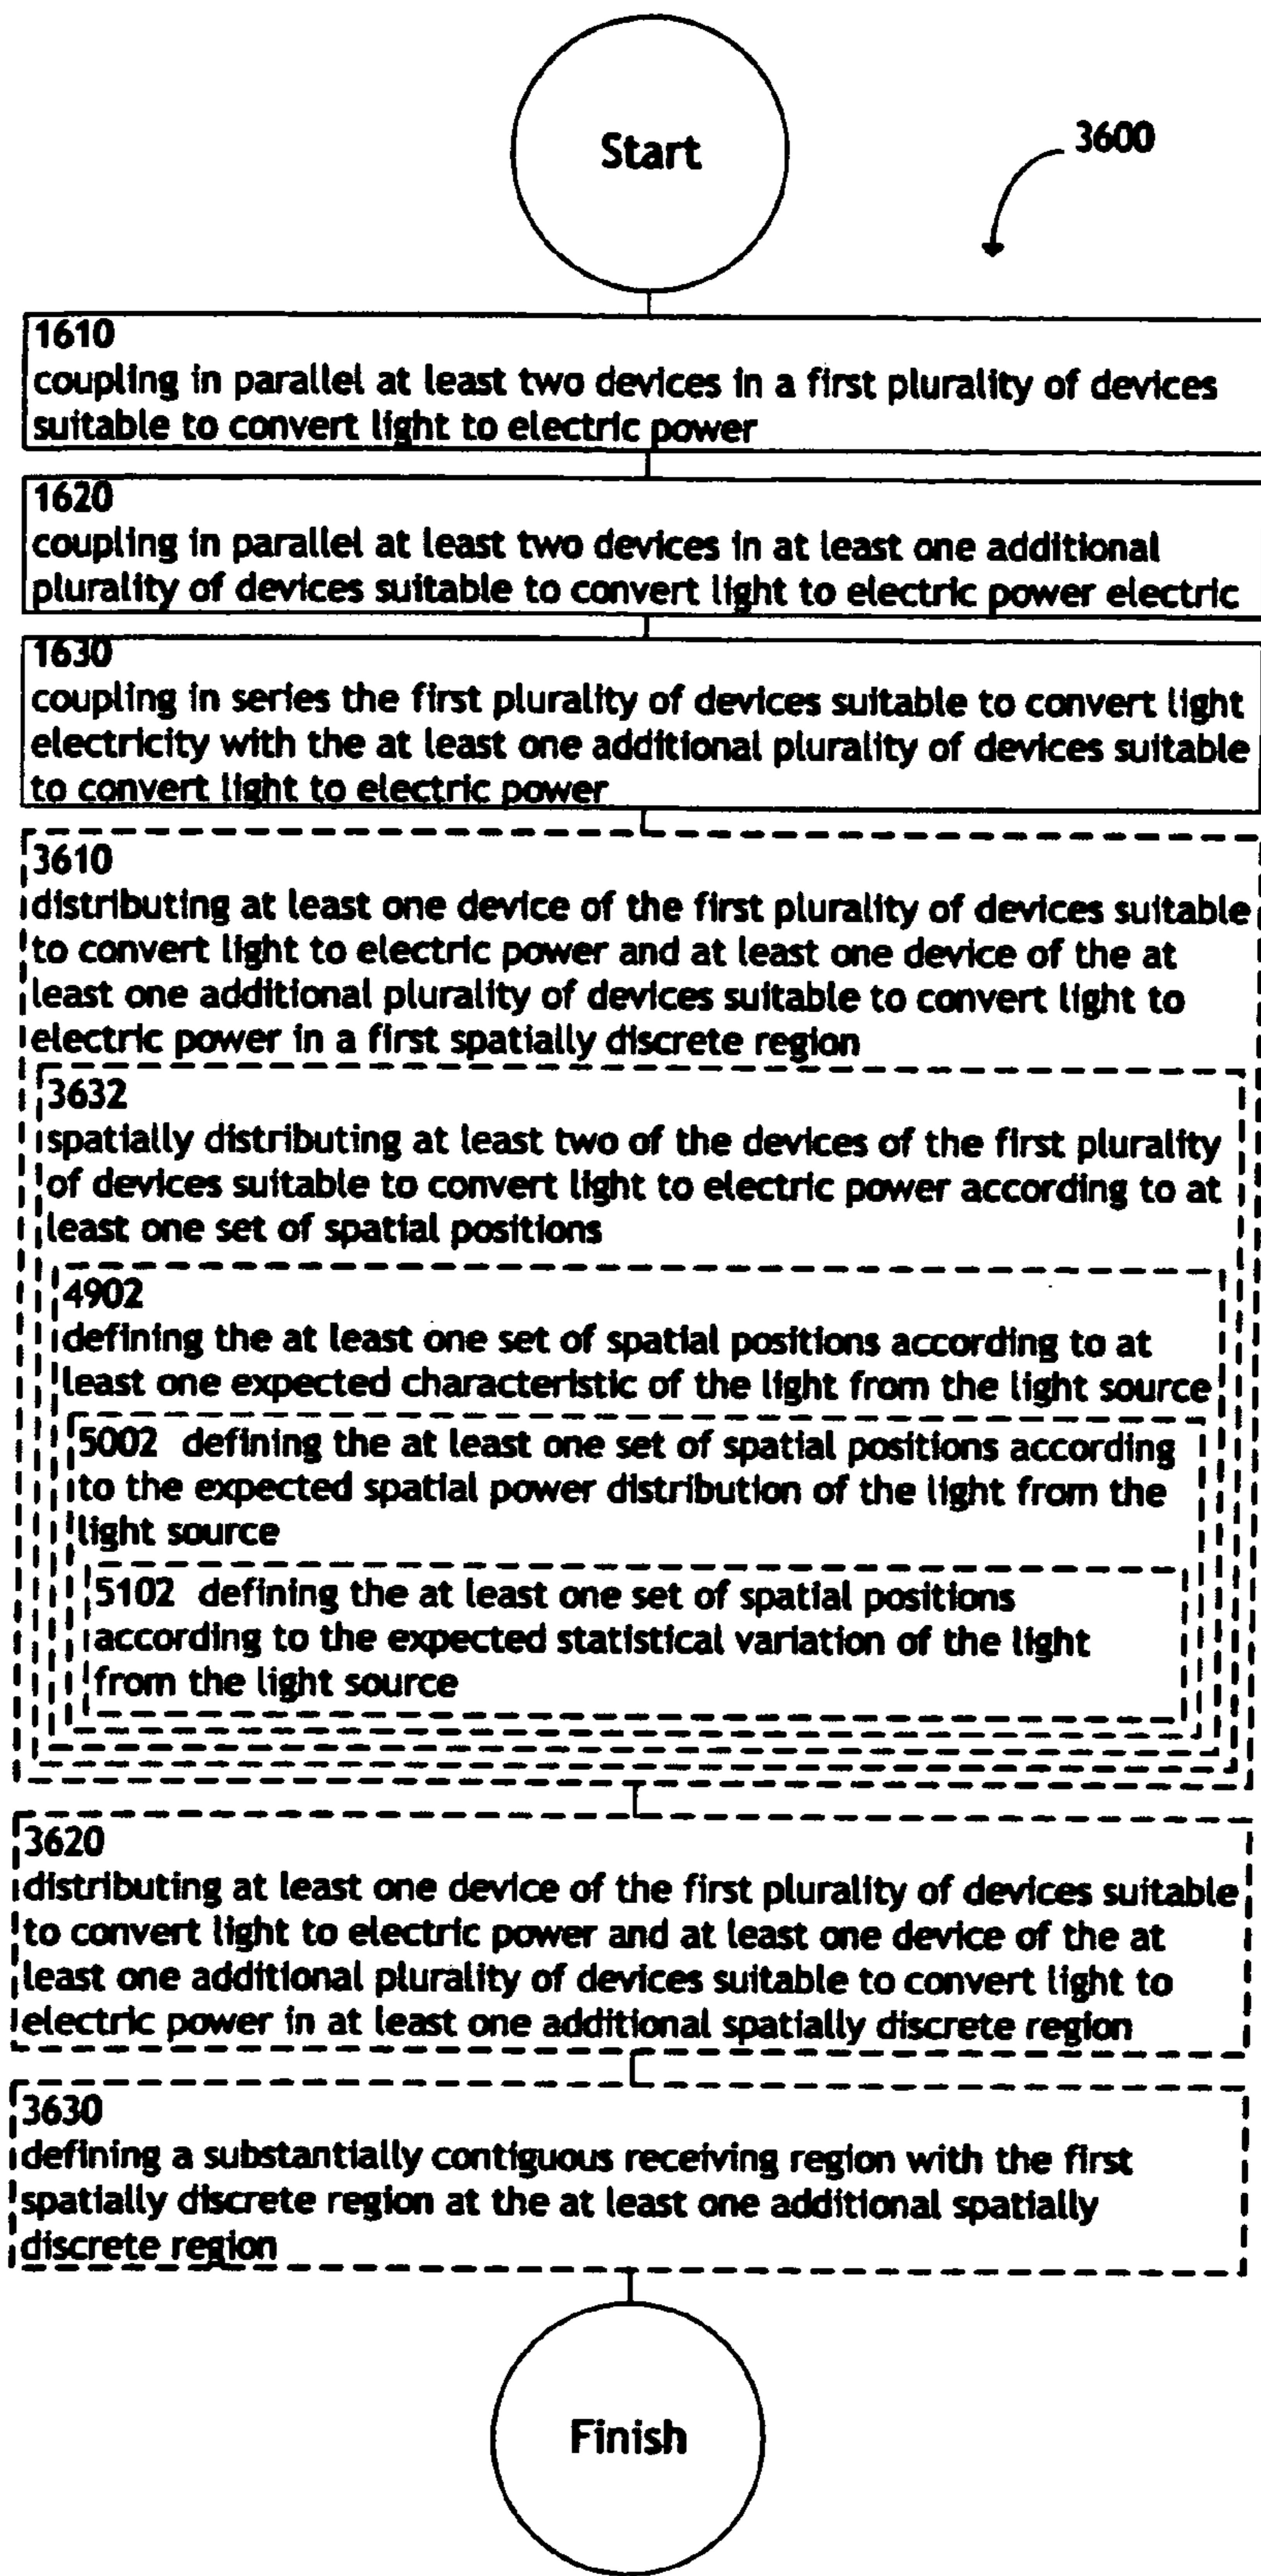 Start
3600
1610
coupling in parallel at least two devices in a first plurality of devices
suitable to convert light to electric power
1620
coupling in parallel at least two devices in at least one additional
plurality of devices suitable to convert light to electric power electric
1630
coupling in series the first plurality of devices suitable to convert light
electricity with the at least one additional plurality of devices suitable
to convert light to electric power
3610
distributing at least one device of the first plurality of devices suitable
to convert light to electric power and at least one device of the at
least one additional plurality of devices suitable to convert light to
electric power in a first spatially discrete region
3632
spatially distributing at least two of the devices of the first plurality
of devices suitable to convert light to electric power according to at
least one set of spatial positions
4902
defining the at least one set of spatial positions according to at
least one expected characteristic of the light from the light source
5002 defining the at least one set of spatial positions according
to the expected spatial power distribution of the light from the
light source
5102 defining the at least one set of spatial positions
according to the expected statistical variation of the light
from the light source
3620
distributing at least one device of the first plurality of devices suitable
to convert light to electric power and at least one device of the at
least one additional plurality of devices suitable to convert light to
electric power in at least one additional spatially discrete region
3630
defining a substantially contiguous receiving region with the first
spatially discrete region at the at least one additional spatially
discrete region
Finish